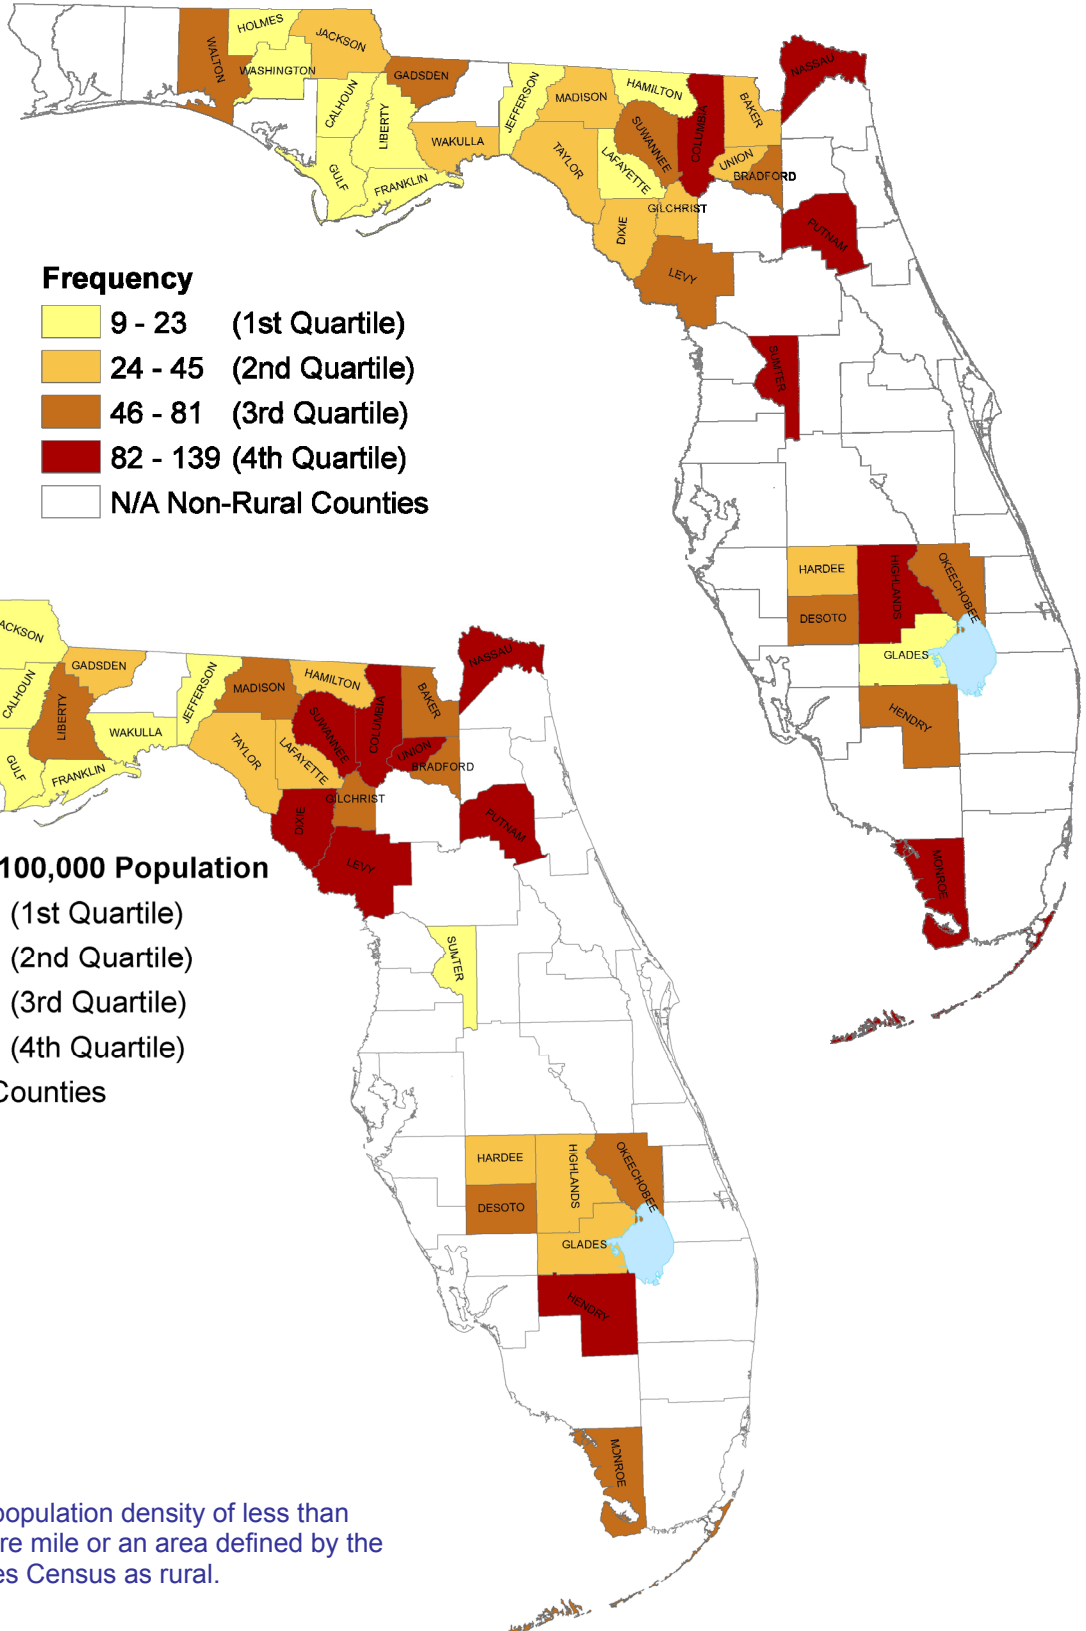 HOLMES
JACKSON
WALTON
WASHINGTON
GADSDEN
CALHOUN
LIBERTY
JEFFERSON
MADISON
HAMILTON
COLUMBIA
BAKER
NASSAU
WAKULLA
TAYLOR
LAFAYETTE
SUWANNEE
UNION
BRADFORD
GULF
FRANKLIN
DIXIE
GILCHRIST
PUTNAM
LEVY
SUMTER
HARDEE
HIGHLANDS
OKEECHOBEE
DESOTO
GLADES
HENDRY
MONROE
Frequency
9 - 23 (1st Quartile)
24 - 45 (2nd Quartile)
46 - 81 (3rd Quartile)
82 - 139 (4th Quartile)
N/A Non-Rural Counties
ACKSON
GADSDEN
CALHOUN
LIBERTY
JEFFERSON
MADISON
HAMILTON
COLUMBIA
BAKER
NASSAU
WAKULLA
TAYLOR
LAFAYETTE
SUWANNEE
UNION
BRADFORD
GULF
FRANKLIN
DIXIE
GILCHRIST
PUTNAM
LEVY
SUMTER
HARDEE
HIGHLANDS
OKEECHOBEE
DESOTO
GLADES
HENDRY
MONROE
100,000 Population
(1st Quartile)
(2nd Quartile)
(3rd Quartile)
(4th Quartile)
Counties
population density of less than
re mile or an area defined by the
es Census as rural.